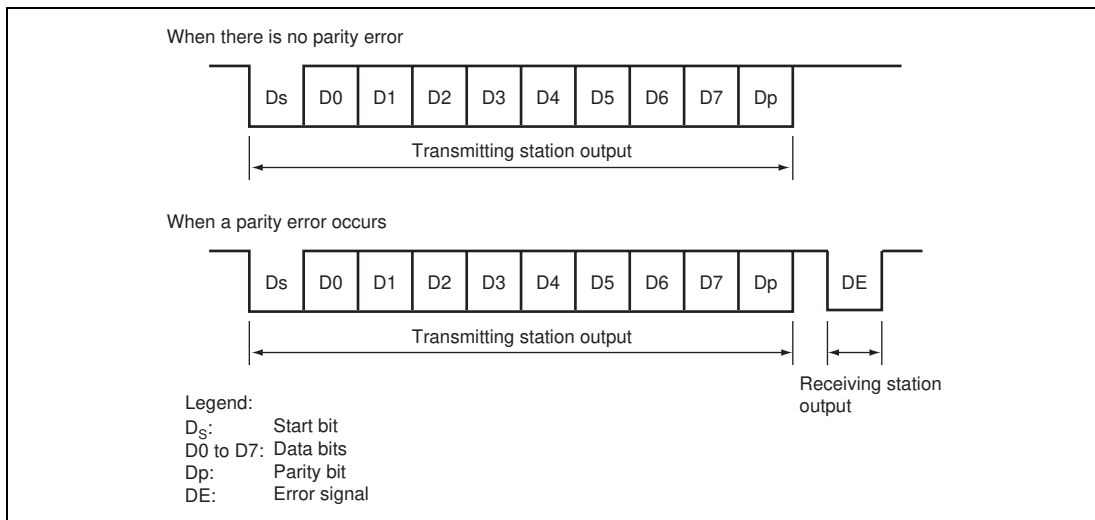 When there is no parity error
Ds D0 D1 D2 D3 D4 D5 D6 D7 Dp
Transmitting station output
When a parity error occurs
Ds D0 D1 D2 D3 D4 D5 D6 D7 Dp DE
Transmitting station output
Receiving station
output
Legend:
DS: Start bit
D0 to D7: Data bits
Dp: Parity bit
DE: Error signal